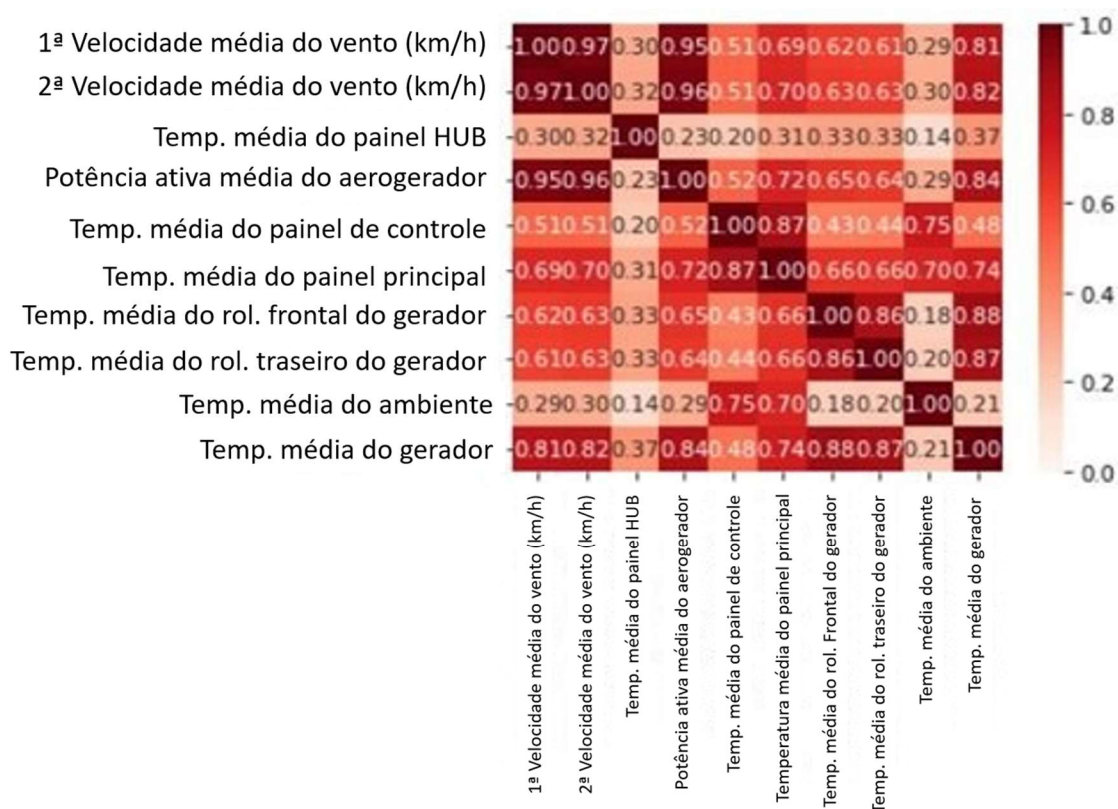 1ª Velocidade média do vento (km/h) 1.00 0.97 0.30 0.95 0.51 0.69 0.62 0.61 0.29 0.81
2ª Velocidade média do vento (km/h) 0.97 1.00 0.32 0.96 0.51 0.70 0.63 0.63 0.30 0.82
Temp. média do painel HUB 0.30 0.32 1.00 0.23 0.20 0.31 0.33 0.33 0.14 0.37
Potência ativa média do aerogerador 0.95 0.96 0.23 1.00 0.52 0.72 0.65 0.64 0.29 0.84
Temp. média do painel de controle 0.51 0.51 0.20 0.52 1.00 0.87 0.43 0.44 0.75 0.48
Temp. média do painel principal 0.69 0.70 0.31 0.72 0.87 1.00 0.66 0.66 0.70 0.74
Temp. média do rol. frontal do gerador 0.62 0.63 0.33 0.65 0.43 0.66 1.00 0.86 0.18 0.88
Temp. média do rol. traseiro do gerador 0.61 0.63 0.33 0.64 0.44 0.66 0.86 1.00 0.20 0.87
Temp. média do ambiente 0.29 0.30 0.14 0.29 0.75 0.70 0.18 0.20 1.00 0.21
Temp. média do gerador 0.81 0.82 0.37 0.84 0.48 0.74 0.88 0.87 0.21 1.00
1.0
0.8
0.6
0.4
0.2
0.0
1ª Velocidade média do vento (km/h)
2ª Velocidade média do vento (km/h)
Temp. média do painel HUB
Potência ativa média do aerogerador
Temp. média do painel de controle
Temperatura média do painel principal
Temp. média do rol. Frontal do gerador
Temp. média do rol. traseiro do gerador
Temp. média do ambiente
Temp. média do gerador